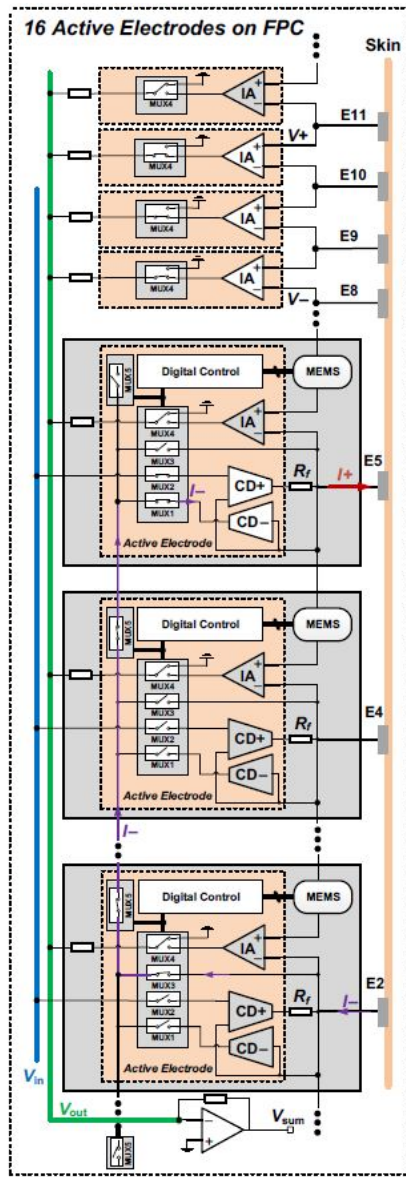 16 Active Electrodes on FPC
Skin
MUX4
IA
+
−
E11
V+
MUX4
IA
+
−
E10
MUX4
IA
+
−
E9
MUX4
IA
+
−
V−
E8
MUX5
Digital Control
MEMS
MUX4
IA
+
−
MUX3
MUX2
CD+
Rf
I+
E5
MUX1
I−
CD−
Active Electrode
MUX5
Digital Control
MEMS
MUX4
IA
+
−
MUX3
MUX2
CD+
Rf
E4
MUX1
CD−
Active Electrode
I−
MUX5
Digital Control
MEMS
MUX4
IA
+
−
MUX3
MUX2
CD+
Rf
I−
E2
MUX1
CD−
Active Electrode
Vin
Vout
−
+
Vsum
MUX5